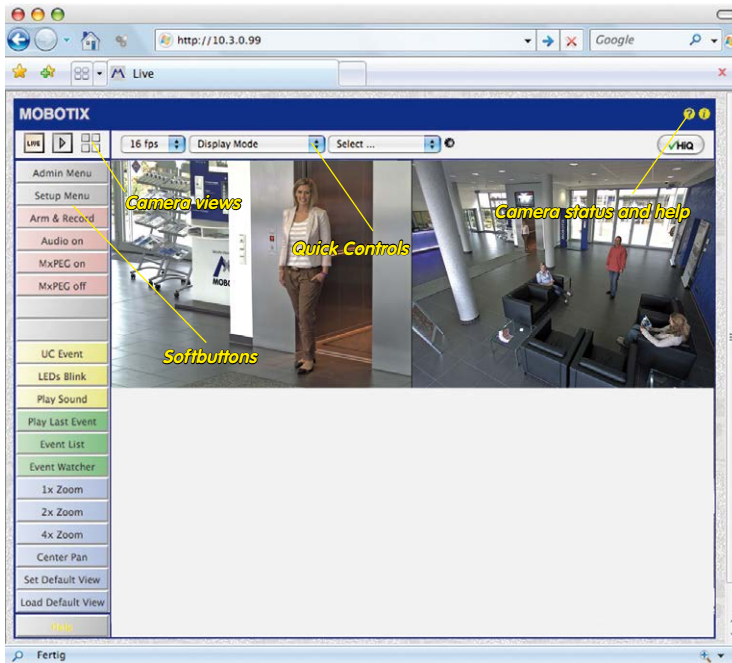 http://10.3.0.99
Google
Live
MOBOTIX
LIVE
16 fps
Display Mode
Select ...
HiQ
Admin Menu
Setup Menu
Arm & Record
Audio on
MxPEG on
MxPEG off
UC Event
LEDs Blink
Play Sound
Play Last Event
Event List
Event Watcher
1x Zoom
2x Zoom
4x Zoom
Center Pan
Set Default View
Load Default View
Camera views
Quick Controls
Camera status and help
Softbuttons
MOBO
Fertig